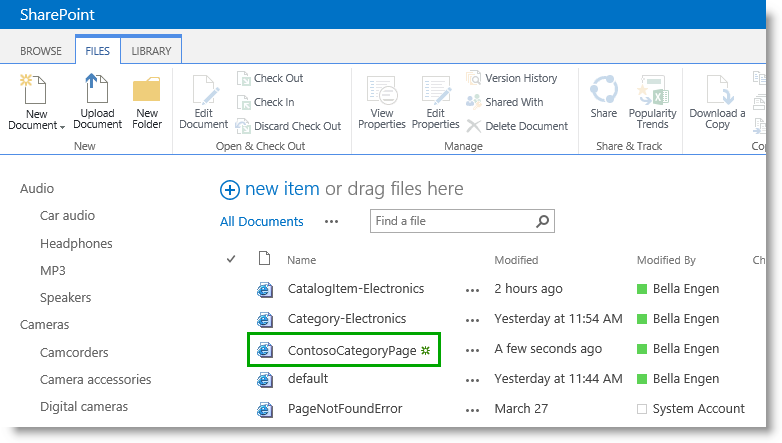 SharePoint
BROWSE FILES LIBRARY
New Document
Upload Document
New Folder
New
Edit Document
Check Out
Check In
Discard Check Out
Open & Check Out
View Properties
Edit Properties
Version History
Shared With
Delete Document
Manage
Share
Popularity Trends
Share & Track
Download a Copy
Audio
Car audio
Headphones
MP3
Speakers
Cameras
Camcorders
Camera accessories
Digital cameras
new item or drag files here
All Documents ••• Find a file
Name Modified Modified By
CatalogItem-Electronics ••• 2 hours ago Bella Engen
Category-Electronics ••• Yesterday at 11:54 AM Bella Engen
ContosoCategoryPage ••• A few seconds ago Bella Engen
default ••• Yesterday at 11:44 AM Bella Engen
PageNotFoundError ••• March 27 System Account